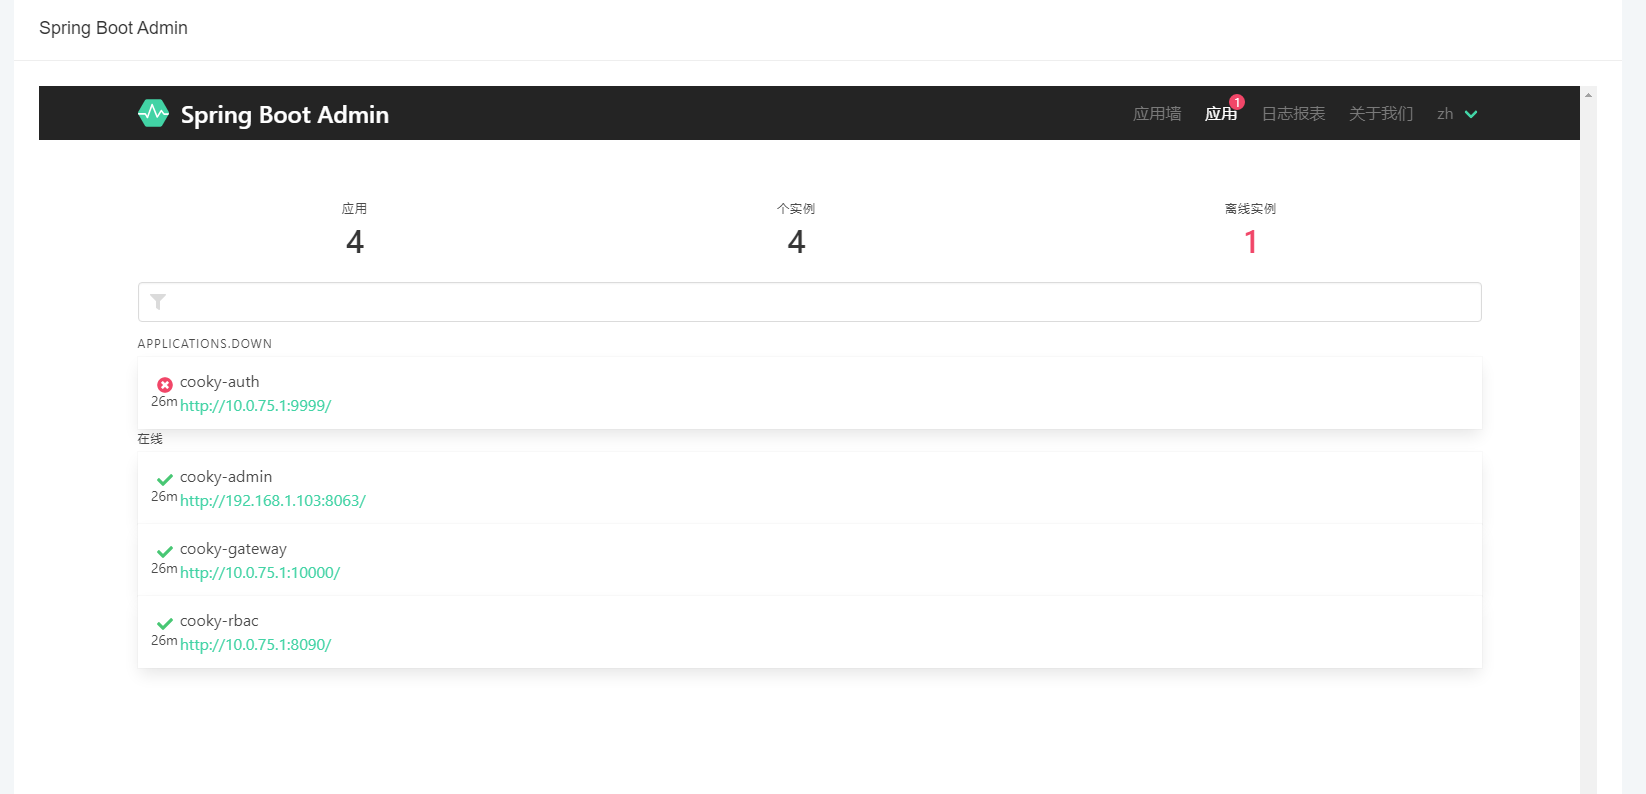 Spring Boot Admin
Spring Boot Admin 应用墙 应用 1 日志报表 关于我们 zh
应用 个实例 离线实例
4 4 1
APPLICATIONS.DOWN
cooky-auth
26m http://10.0.75.1:9999/
在线
cooky-admin
26m http://192.168.1.103:8063/
cooky-gateway
26m http://10.0.75.1:10000/
cooky-rbac
26m http://10.0.75.1:8090/